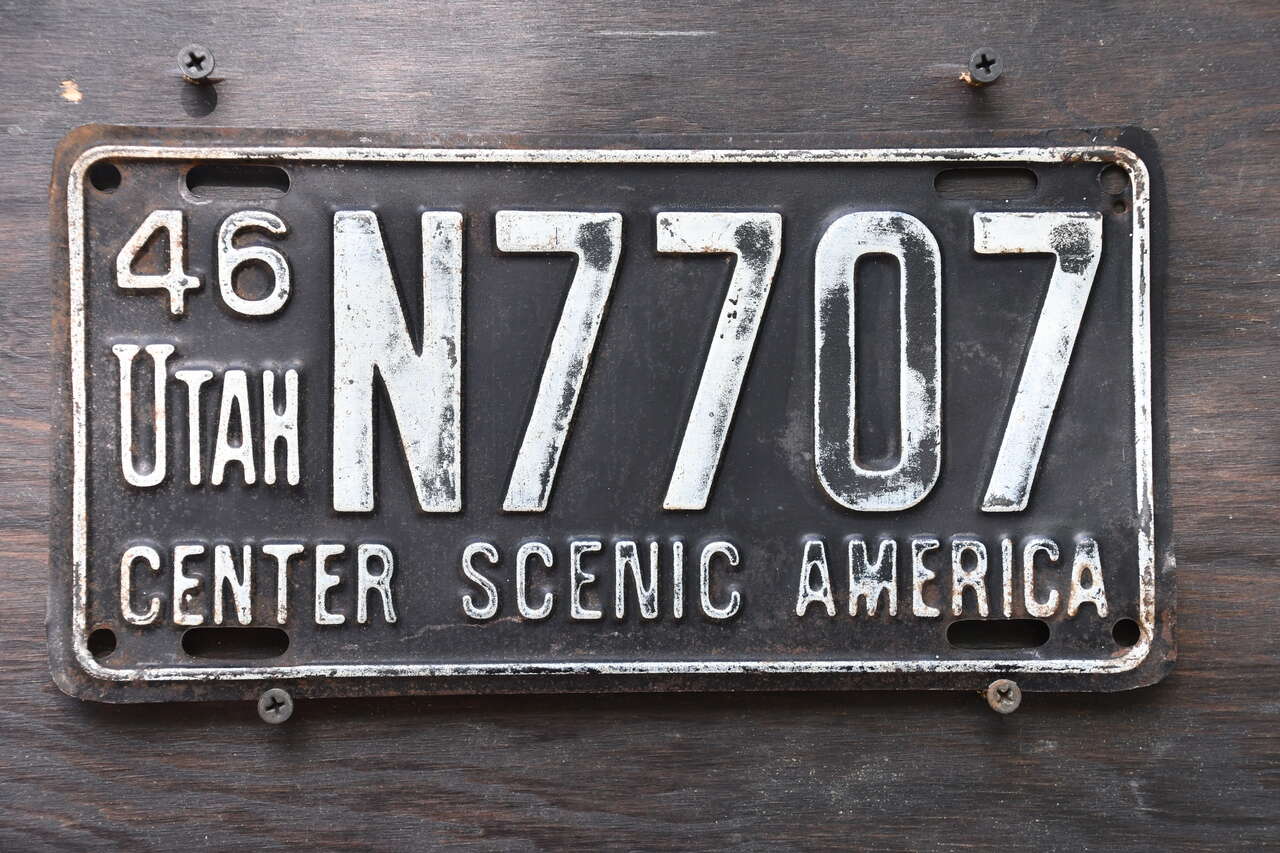 46 N7707
UTAH
CENTER SCENIC AMERICA